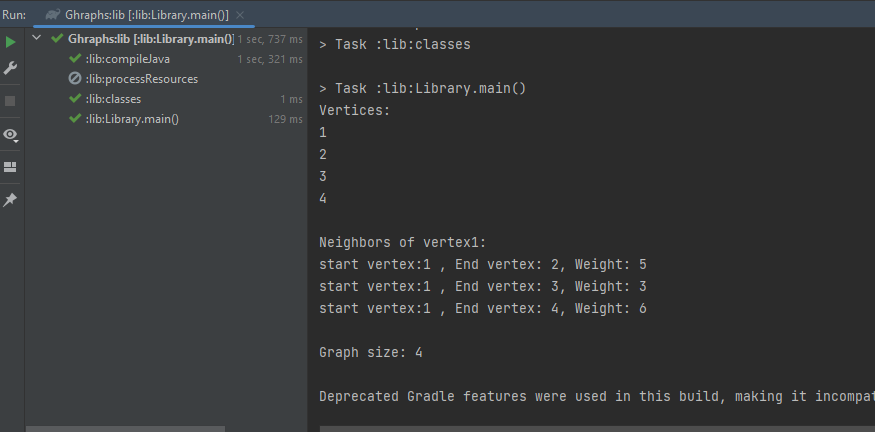 Run: Ghraphs:lib [:lib:Library.main()]
Ghraphs:lib [:lib:Library.main()] 1 sec, 737 ms
:lib:compileJava 1 sec, 321 ms
:lib:processResources
:lib:classes 1 ms
:lib:Library.main() 129 ms
> Task :lib:classes
> Task :lib:Library.main()
Vertices:
1
2
3
4
Neighbors of vertex1:
start vertex:1 , End vertex: 2, Weight: 5
start vertex:1 , End vertex: 3, Weight: 3
start vertex:1 , End vertex: 4, Weight: 6
Graph size: 4
Deprecated Gradle features were used in this build, making it incompat